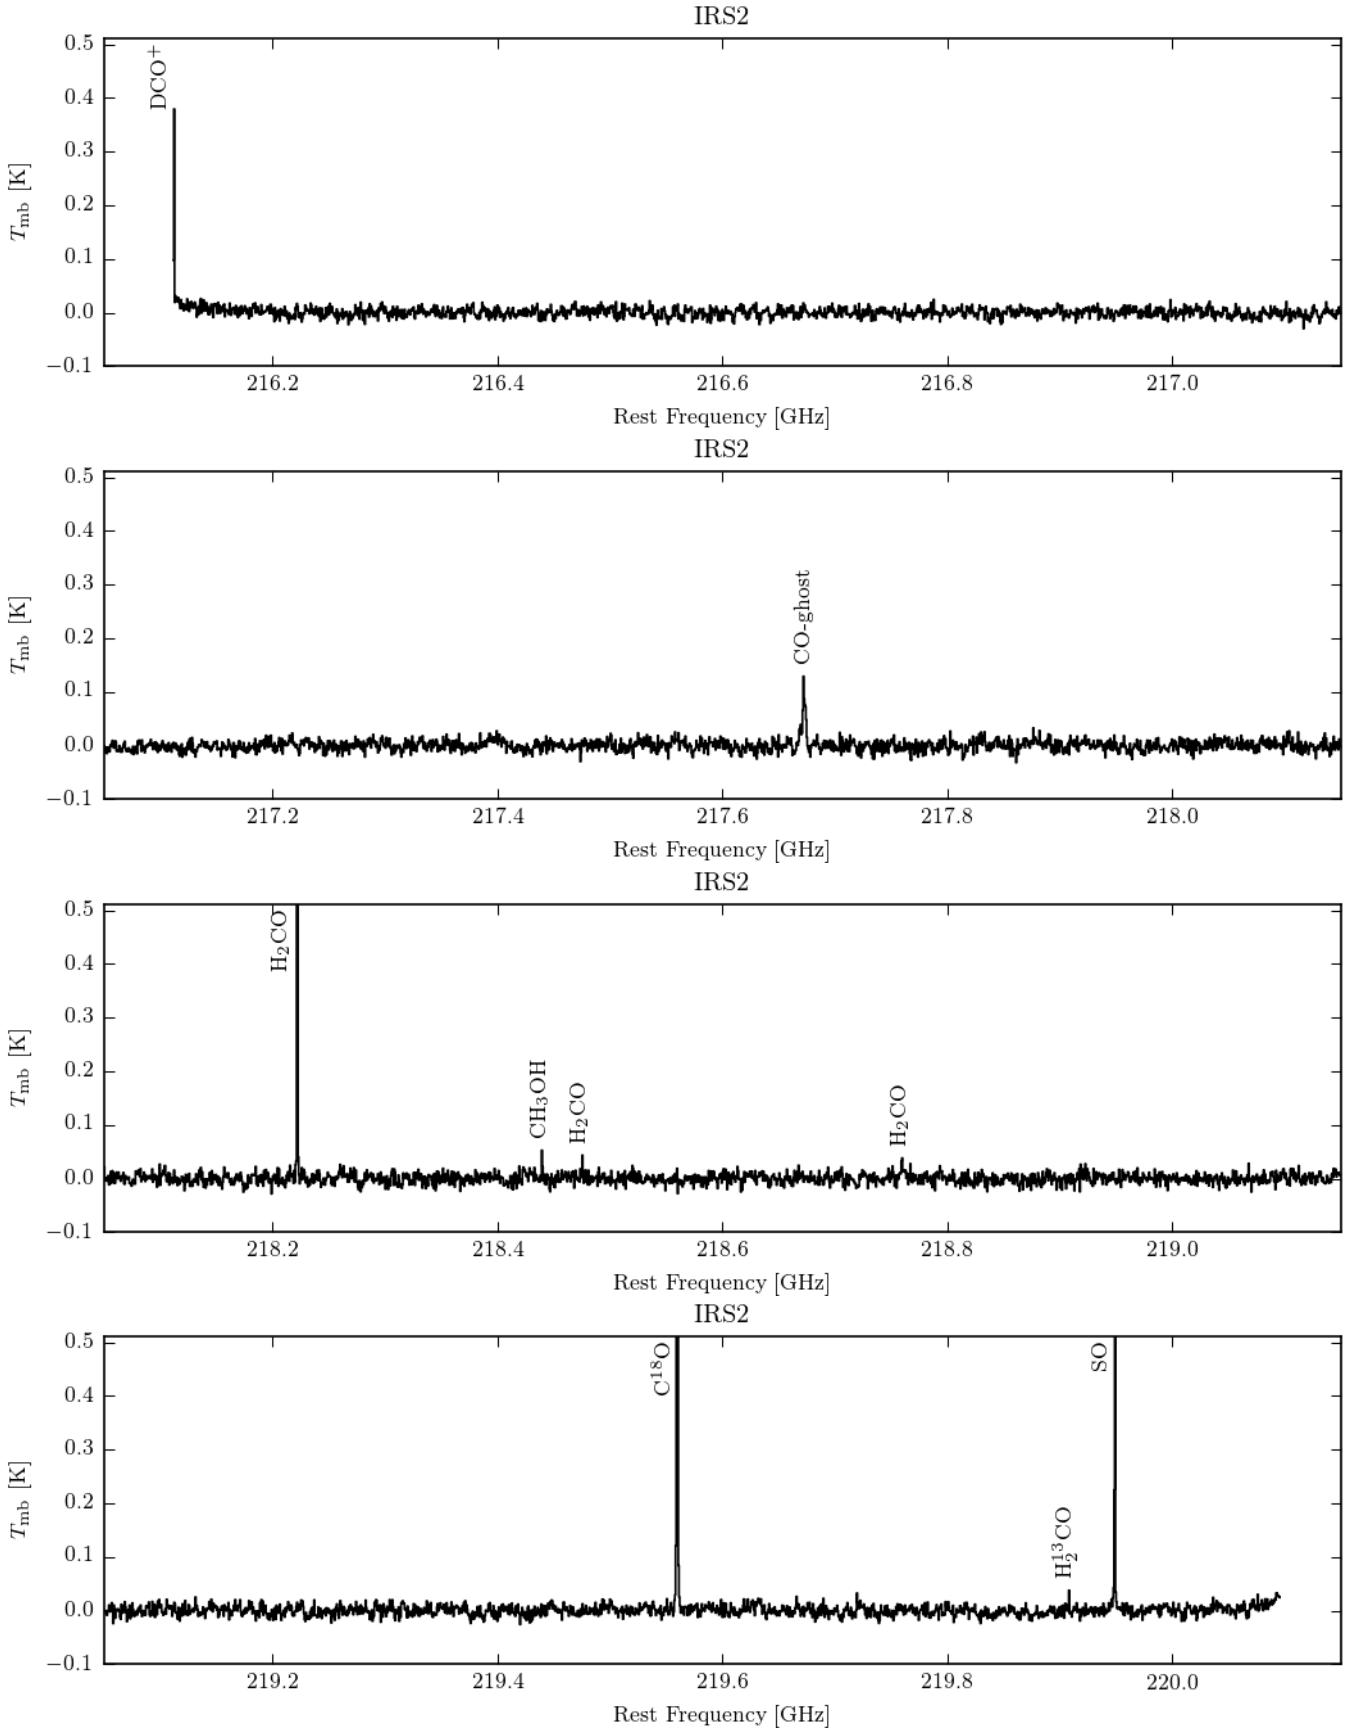 IRS2
0.5
0.4
0.3
0.2
0.1
0.0
−0.1
T_mb [K]
DCO⁺
216.2 216.4 216.6 216.8 217.0
Rest Frequency [GHz]
IRS2
0.5
0.4
0.3
0.2
0.1
0.0
−0.1
T_mb [K]
CO-ghost
217.2 217.4 217.6 217.8 218.0
Rest Frequency [GHz]
IRS2
0.5
0.4
0.3
0.2
0.1
0.0
−0.1
T_mb [K]
H₂CO
CH₃OH
H₂CO
H₂CO
218.2 218.4 218.6 218.8 219.0
Rest Frequency [GHz]
IRS2
0.5
0.4
0.3
0.2
0.1
0.0
−0.1
T_mb [K]
C¹⁸O
H₂¹³CO
SO
219.2 219.4 219.6 219.8 220.0
Rest Frequency [GHz]